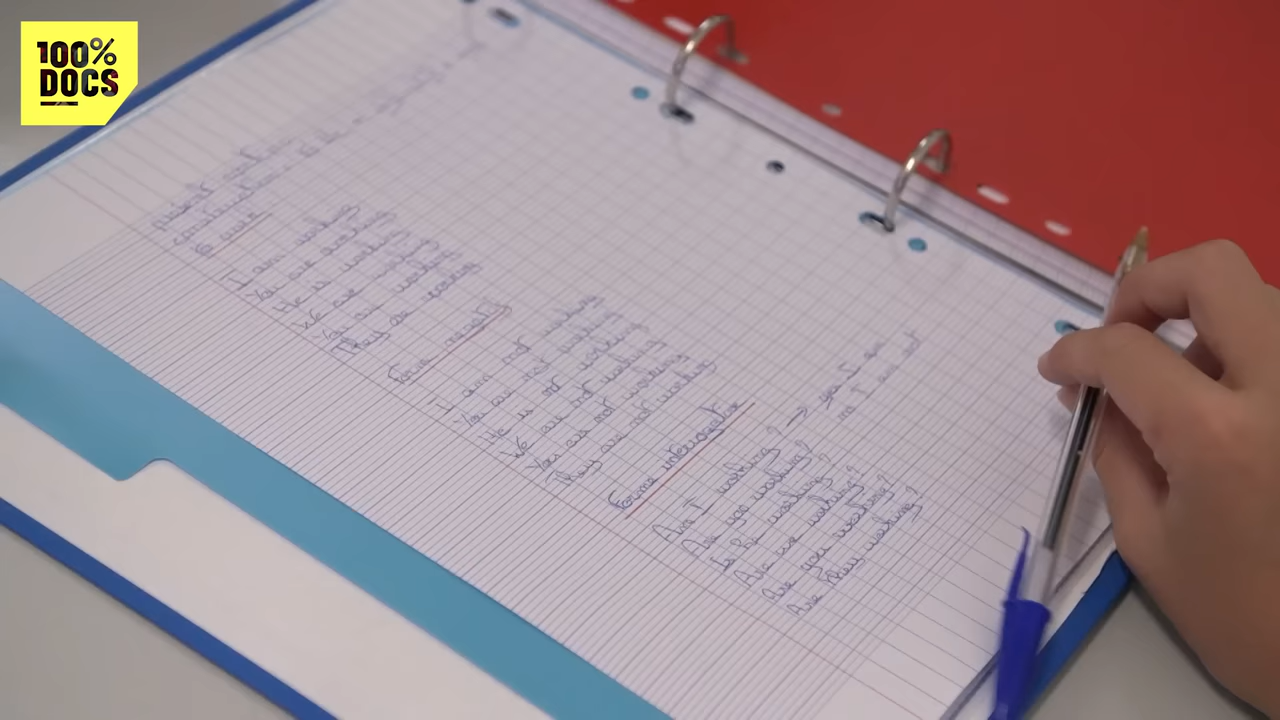 100%
DOCS
I am working
You are working
He is working
We are working
You are working
They are working
Forme
I am not working
You are not working
He is not working
We are not working
You are not working
They are not working
Forme interrogative
Am I working ? → yes I am
no I am not
Are you working ?
Is he working ?
Are we working ?
Are you working ?
Are they working ?